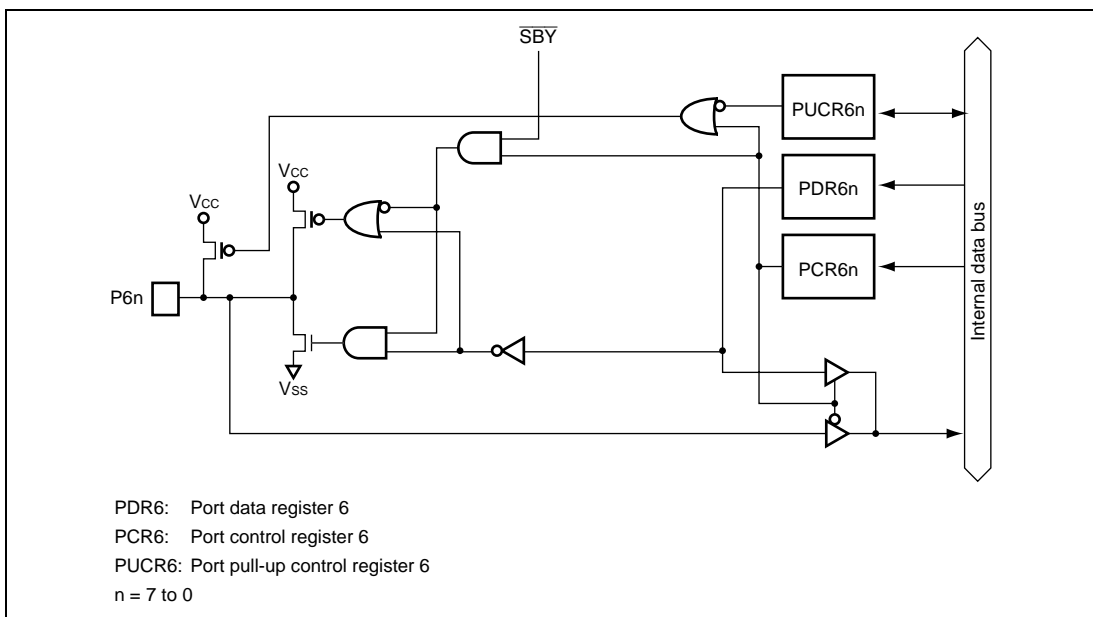 SBY
PUCR6n
VCC
PDR6n
VCC
PCR6n
P6n
Internal data bus
VSS
PDR6: Port data register 6
PCR6: Port control register 6
PUCR6: Port pull-up control register 6
n = 7 to 0